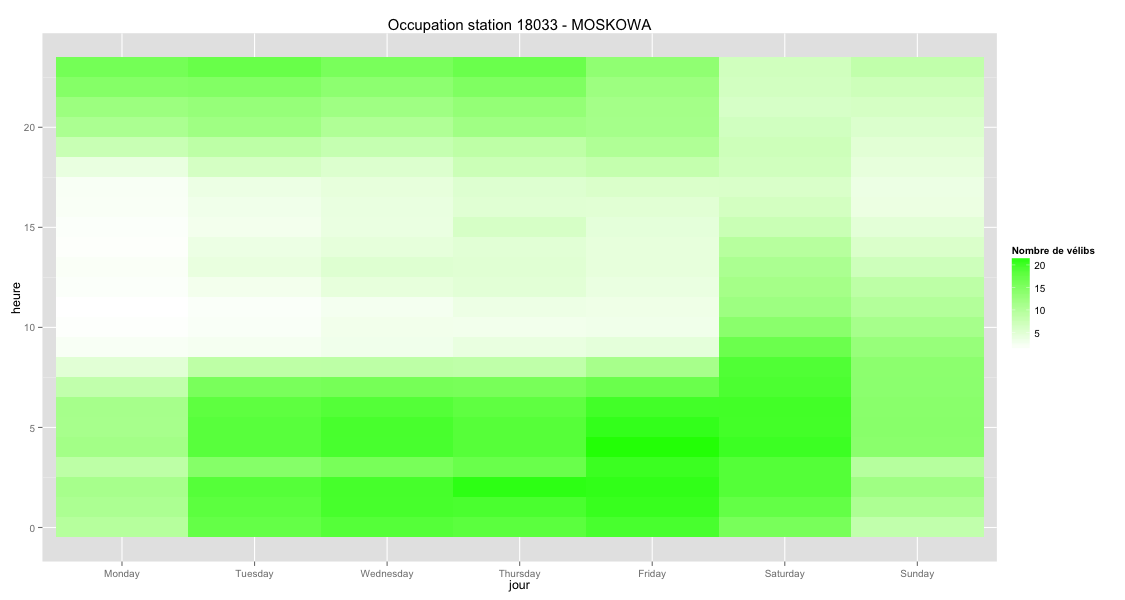 Occupation station 18033 - MOSKOWA
heure
20
15
10
5
0
Monday Tuesday Wednesday Thursday Friday Saturday Sunday
jour
Nombre de vélibs
20
15
10
5